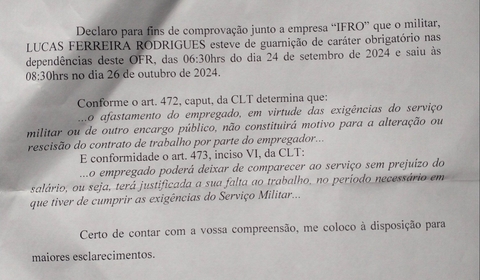 Declaro para fins de comprovação junto a empresa “IFRO” que o militar,
LUCAS FERREIRA RODRIGUES esteve de guarnição de caráter obrigatório nas
dependências deste OFR, das 06:30hrs do dia 24 de setembro de 2024 e saiu às
08:30hrs no dia 26 de outubro de 2024.
Conforme o art. 472, caput, da CLT determina que:
...o afastamento do empregado, em virtude das exigências do serviço
militar ou de outro encargo público, não constituirá motivo para a alteração ou
rescisão do contrato de trabalho por parte do empregador...
E conformidade o art. 473, inciso VI, da CLT:
...o empregado poderá deixar de comparecer ao serviço sem prejuízo do
salário, ou seja, terá justificada a sua falta ao trabalho, no período necessário em
que tiver de cumprir as exigências do Serviço Militar...
Certo de contar com a vossa compreensão, me coloco à disposição para
maiores esclarecimentos.